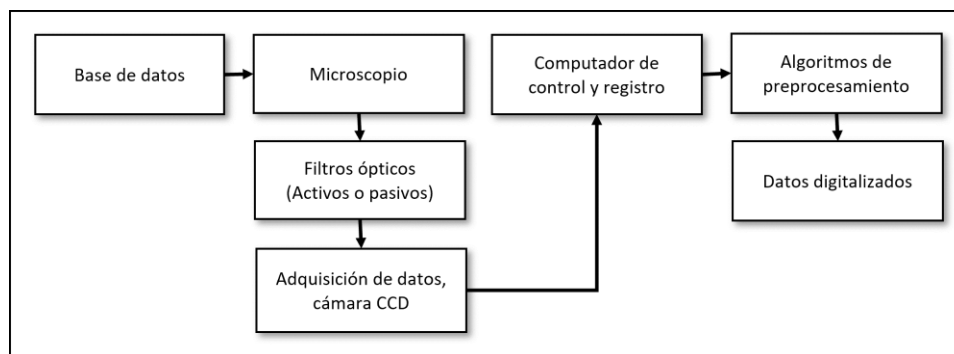 Base de datos
Microscopio
Filtros ópticos
(Activos o pasivos)
Adquisición de datos,
cámara CCD
Computador de
control y registro
Algoritmos de
preprocesamiento
Datos digitalizados